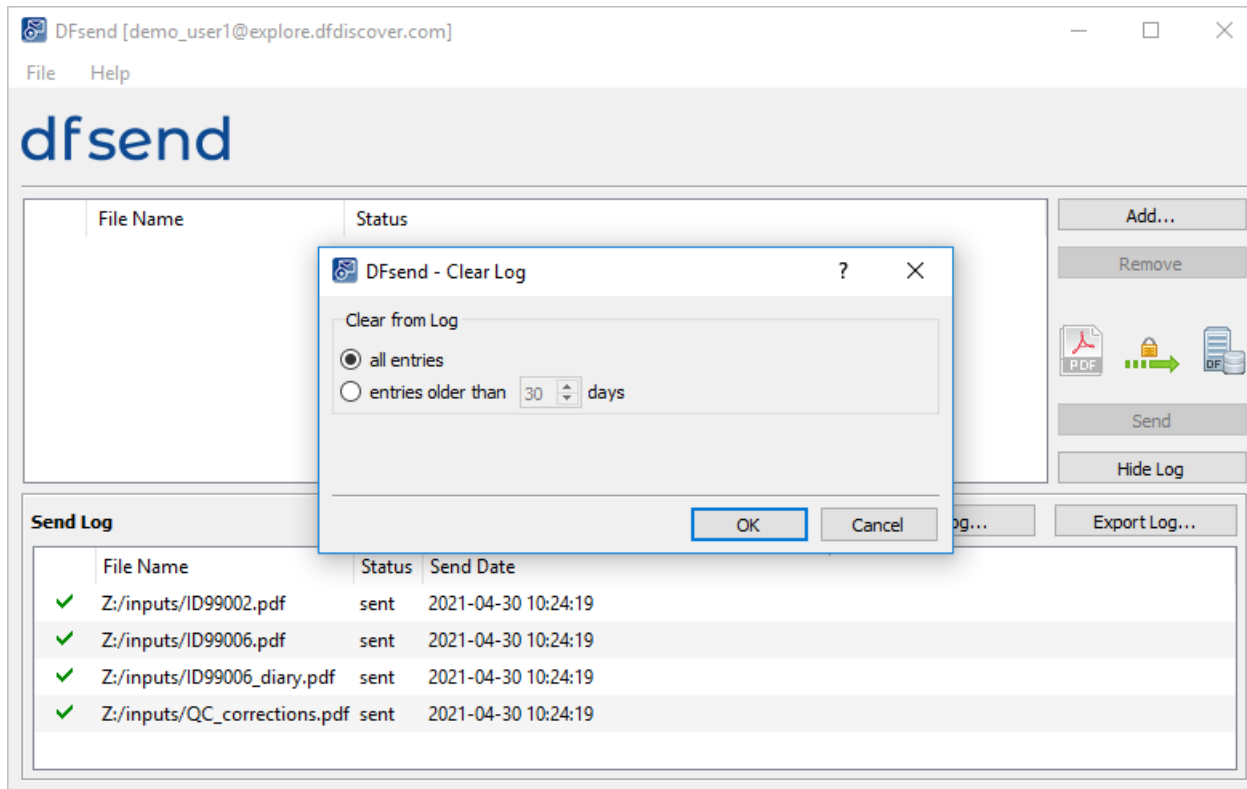 DFsend [demo_user1@explore.dfdiscover.com]
File Help
dfsend
File Name Status
Add...
Remove
DFsend - Clear Log ?
Clear from Log
all entries
entries older than 30 days
PDF DF
Send
Hide Log
OK Cancel
Send Log
Export Log...
File Name Status Send Date
Z:/inputs/ID99002.pdf sent 2021-04-30 10:24:19
Z:/inputs/ID99006.pdf sent 2021-04-30 10:24:19
Z:/inputs/ID99006_diary.pdf sent 2021-04-30 10:24:19
Z:/inputs/QC_corrections.pdf sent 2021-04-30 10:24:19